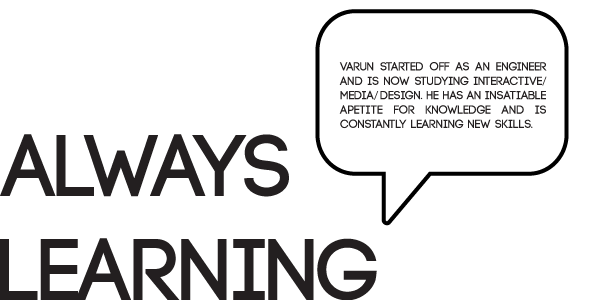 VARUN STARTED OFF AS AN ENGINEER
AND IS NOW STUDYING INTERACTIVE/
MEDIA/DESIGN. HE HAS AN INSATIABLE
APETITE FOR KNOWLEDGE AND IS
CONSTANTLY LEARNING NEW SKILLS.
ALWAYS
LEARNING